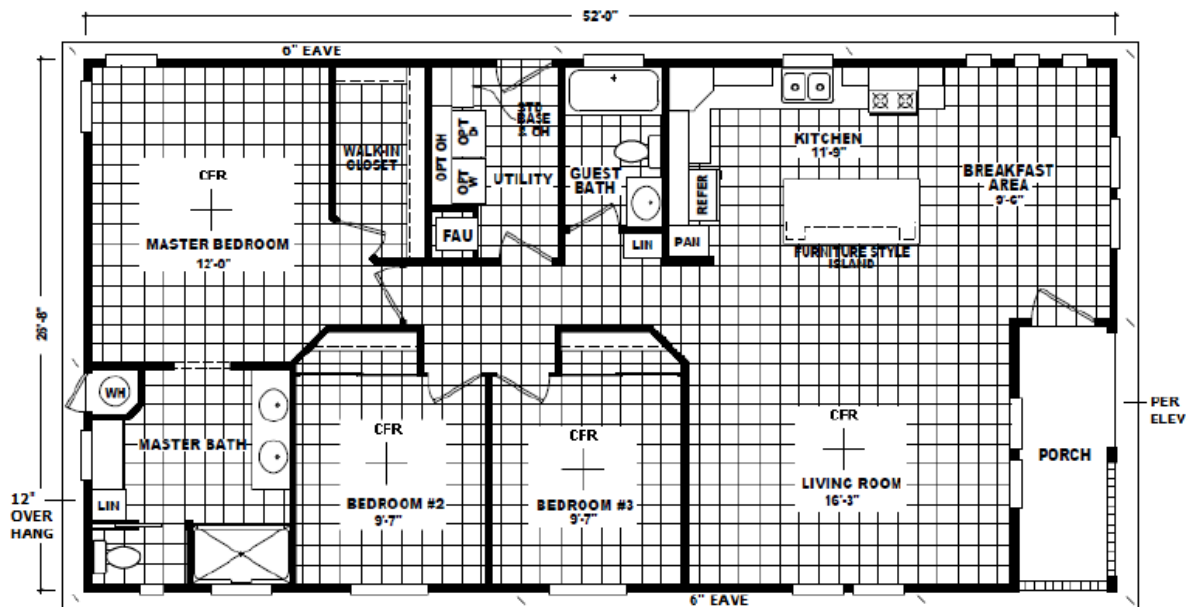 52'-0"
6" EAVE
26'-8"
MASTER BEDROOM
12'-0"
CFR
WALK-IN
CLOSET
OPT OH
OPT
D
OPT
W
STD
BASE
& OH
UTILITY
FAU
GUEST
BATH
LIN
PAN
REFER
KITCHEN
11'-9"
BREAKFAST
AREA
9'-6"
FURNITURE STYLE
ISLAND
WH
MASTER BATH
LIN
12"
OVER
HANG
CFR
BEDROOM #2
9'-7"
CFR
BEDROOM #3
9'-7"
CFR
LIVING ROOM
16'-3"
PORCH
PER
ELEV
6" EAVE